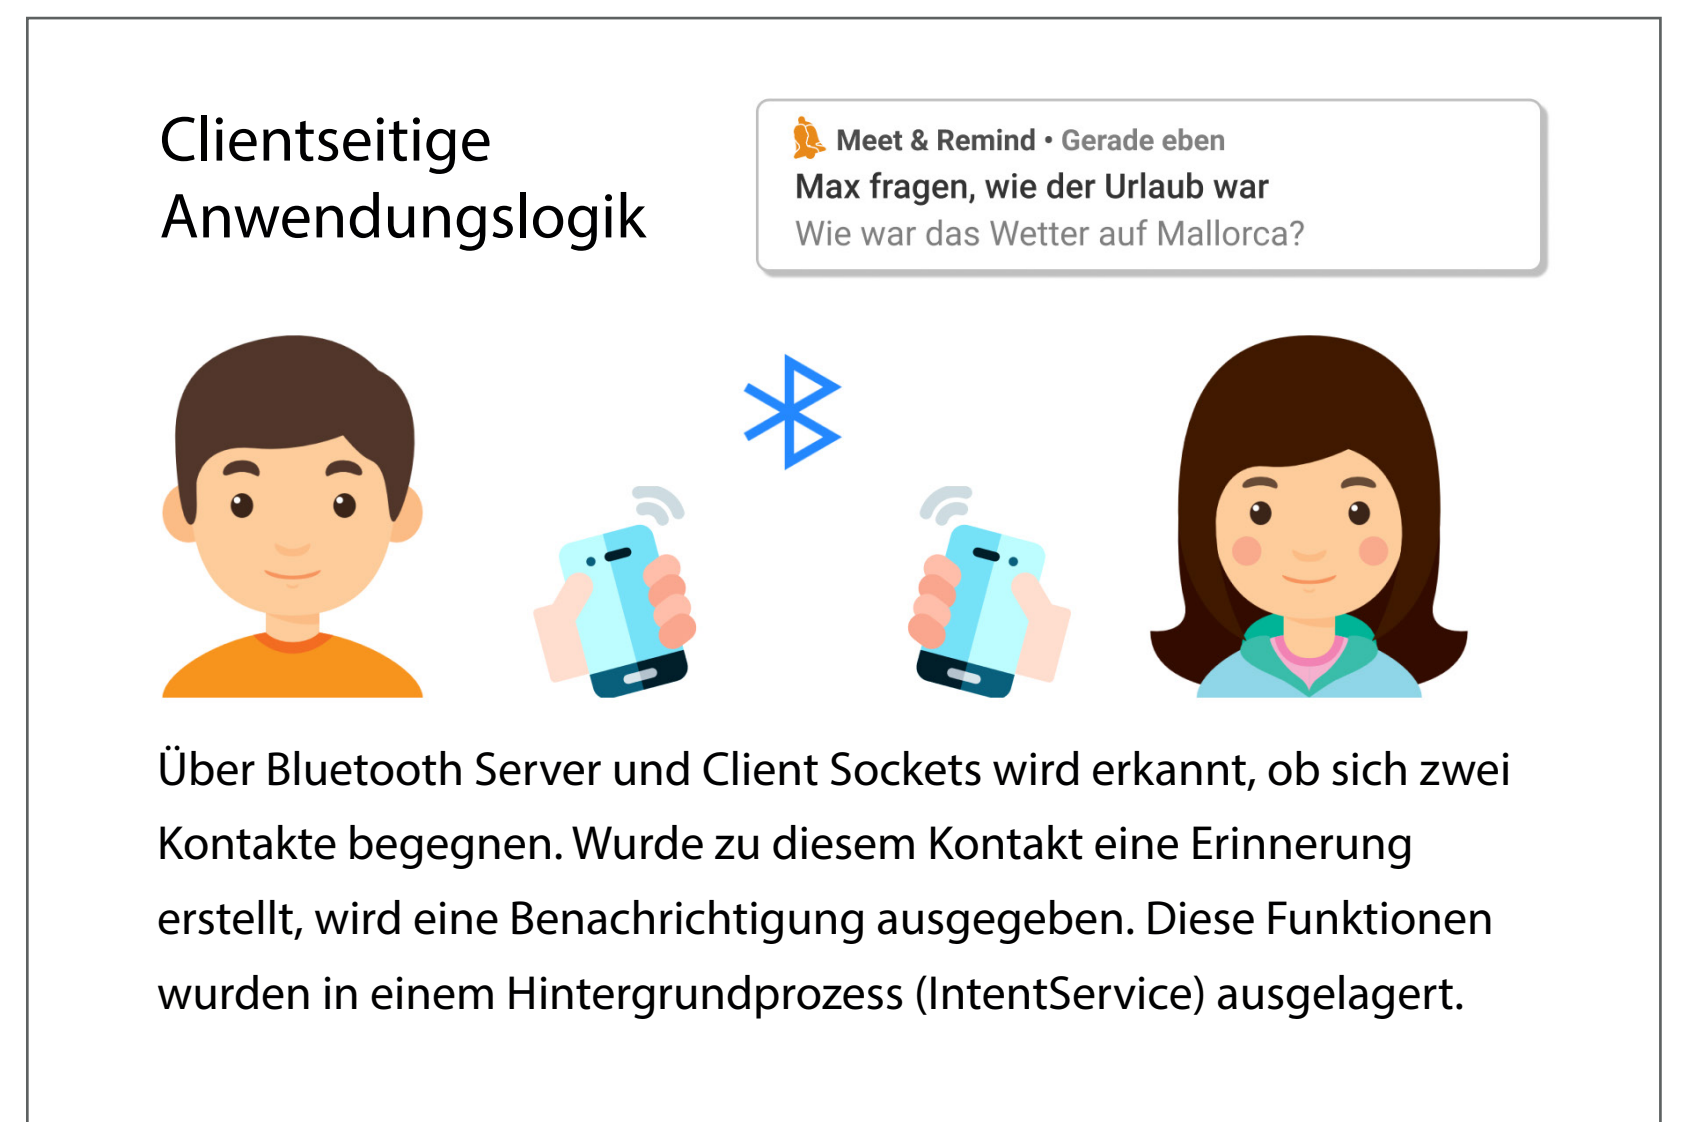 Clientseitige
Anwendungslogik
Meet & Remind • Gerade eben
Max fragen, wie der Urlaub war
Wie war das Wetter auf Mallorca?
Über Bluetooth Server und Client Sockets wird erkannt, ob sich zwei
Kontakte begegnen. Wurde zu diesem Kontakt eine Erinnerung
erstellt, wird eine Benachrichtigung ausgegeben. Diese Funktionen
wurden in einem Hintergrundprozess (IntentService) ausgelagert.